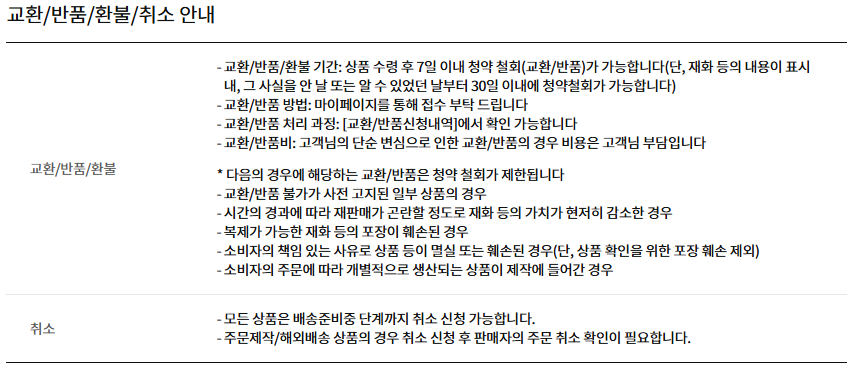 교환/반품/환불/취소 안내
교환/반품/환불
- 교환/반품/환불 기간: 상품 수령 후 7일 이내 청약 철회(교환/반품)가 가능합니다(단, 재화 등의 내용이 표시
내, 그 사실을 안 날 또는 알 수 있었던 날부터 30일 이내에 청약철회가 가능합니다)
- 교환/반품 방법: 마이페이지를 통해 접수 부탁 드립니다
- 교환/반품 처리 과정: [교환/반품신청내역]에서 확인 가능합니다
- 교환/반품비: 고객님의 단순 변심으로 인한 교환/반품의 경우 비용은 고객님 부담입니다
* 다음의 경우에 해당하는 교환/반품은 청약 철회가 제한됩니다
- 교환/반품 불가가 사전 고지된 일부 상품의 경우
- 시간의 경과에 따라 재판매가 곤란할 정도로 재화 등의 가치가 현저히 감소한 경우
- 복제가 가능한 재화 등의 포장이 훼손된 경우
- 소비자의 책임 있는 사유로 상품 등이 멸실 또는 훼손된 경우(단, 상품 확인을 위한 포장 훼손 제외)
- 소비자의 주문에 따라 개별적으로 생산되는 상품이 제작에 들어간 경우
취소
- 모든 상품은 배송준비중 단계까지 취소 신청 가능합니다.
- 주문제작/해외배송 상품의 경우 취소 신청 후 판매자의 주문 취소 확인이 필요합니다.